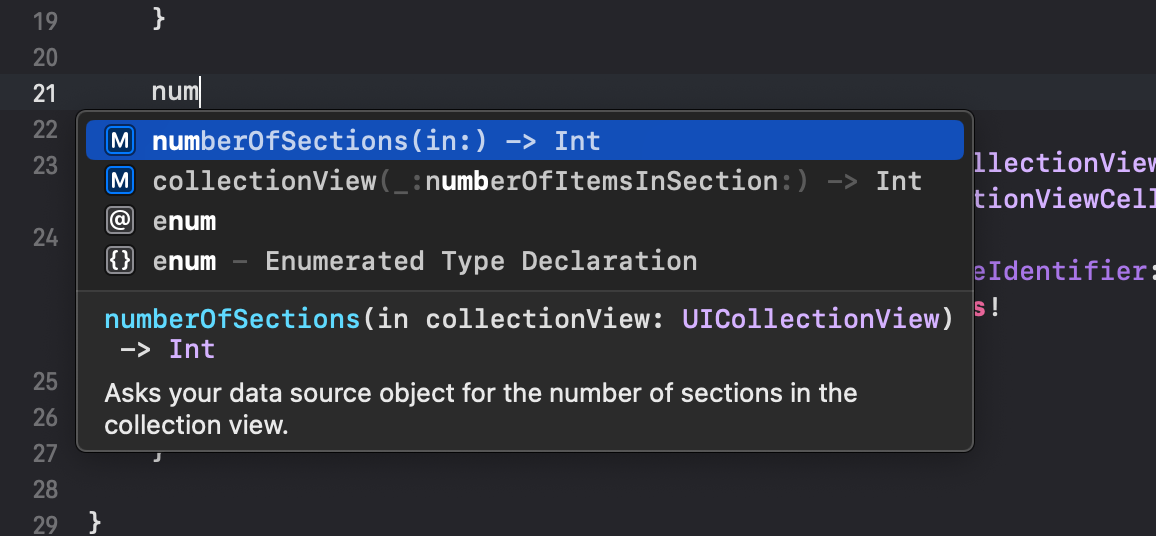 19 }
20
21 num
22
M numberOfSections(in:) -> Int
23 llectionView
M collectionView(_:numberOfItemsInSection:) -> Int
tionViewCell
@ enum
24
{} enum – Enumerated Type Declaration
eIdentifier:
numberOfSections(in collectionView: UICollectionView)
s!
-> Int
25
Asks your data source object for the number of sections in the
26
collection view.
27 }
28
29 }